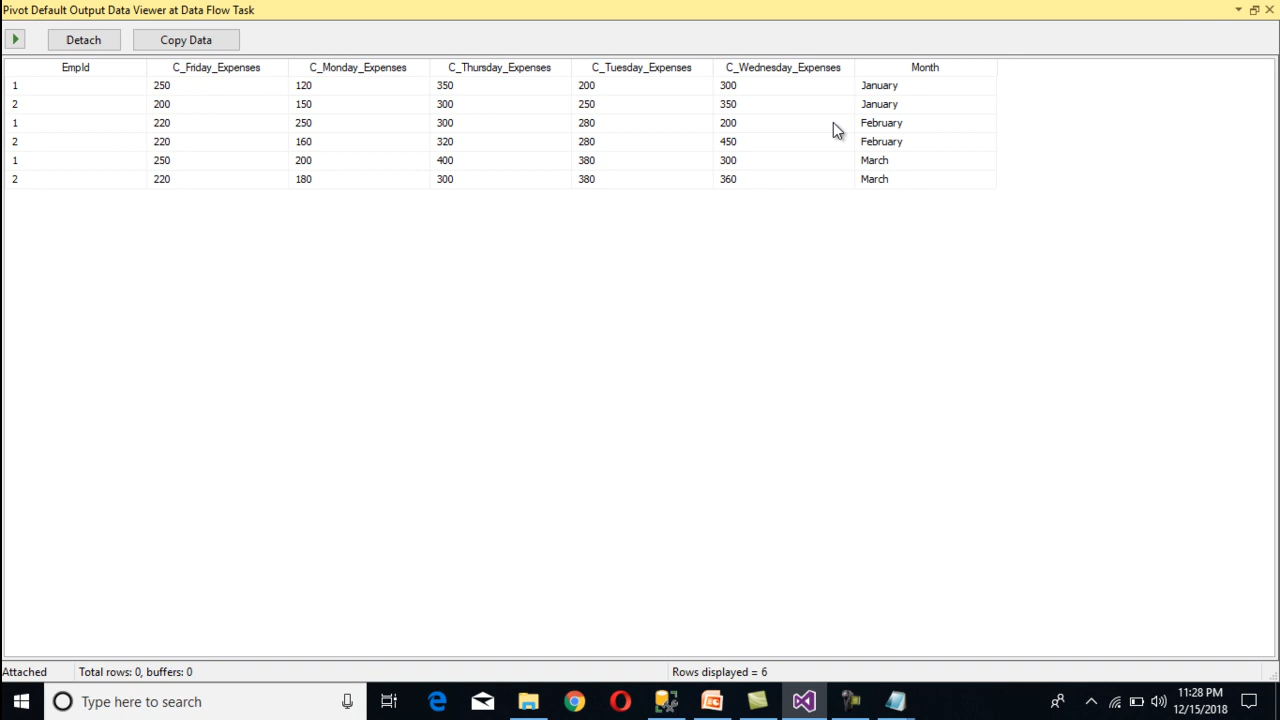 Pivot Default Output Data Viewer at Data Flow Task
Detach Copy Data
EmpId C_Friday_Expenses C_Monday_Expenses C_Thursday_Expenses C_Tuesday_Expenses C_Wednesday_Expenses Month
1 250 120 350 200 300 January
2 200 150 300 250 350 January
1 220 250 300 280 200 February
2 220 160 320 280 450 February
1 250 200 400 380 300 March
2 220 180 300 380 360 March
Attached Total rows: 0, buffers: 0 Rows displayed = 6
Type here to search
11:28 PM
12/15/2018